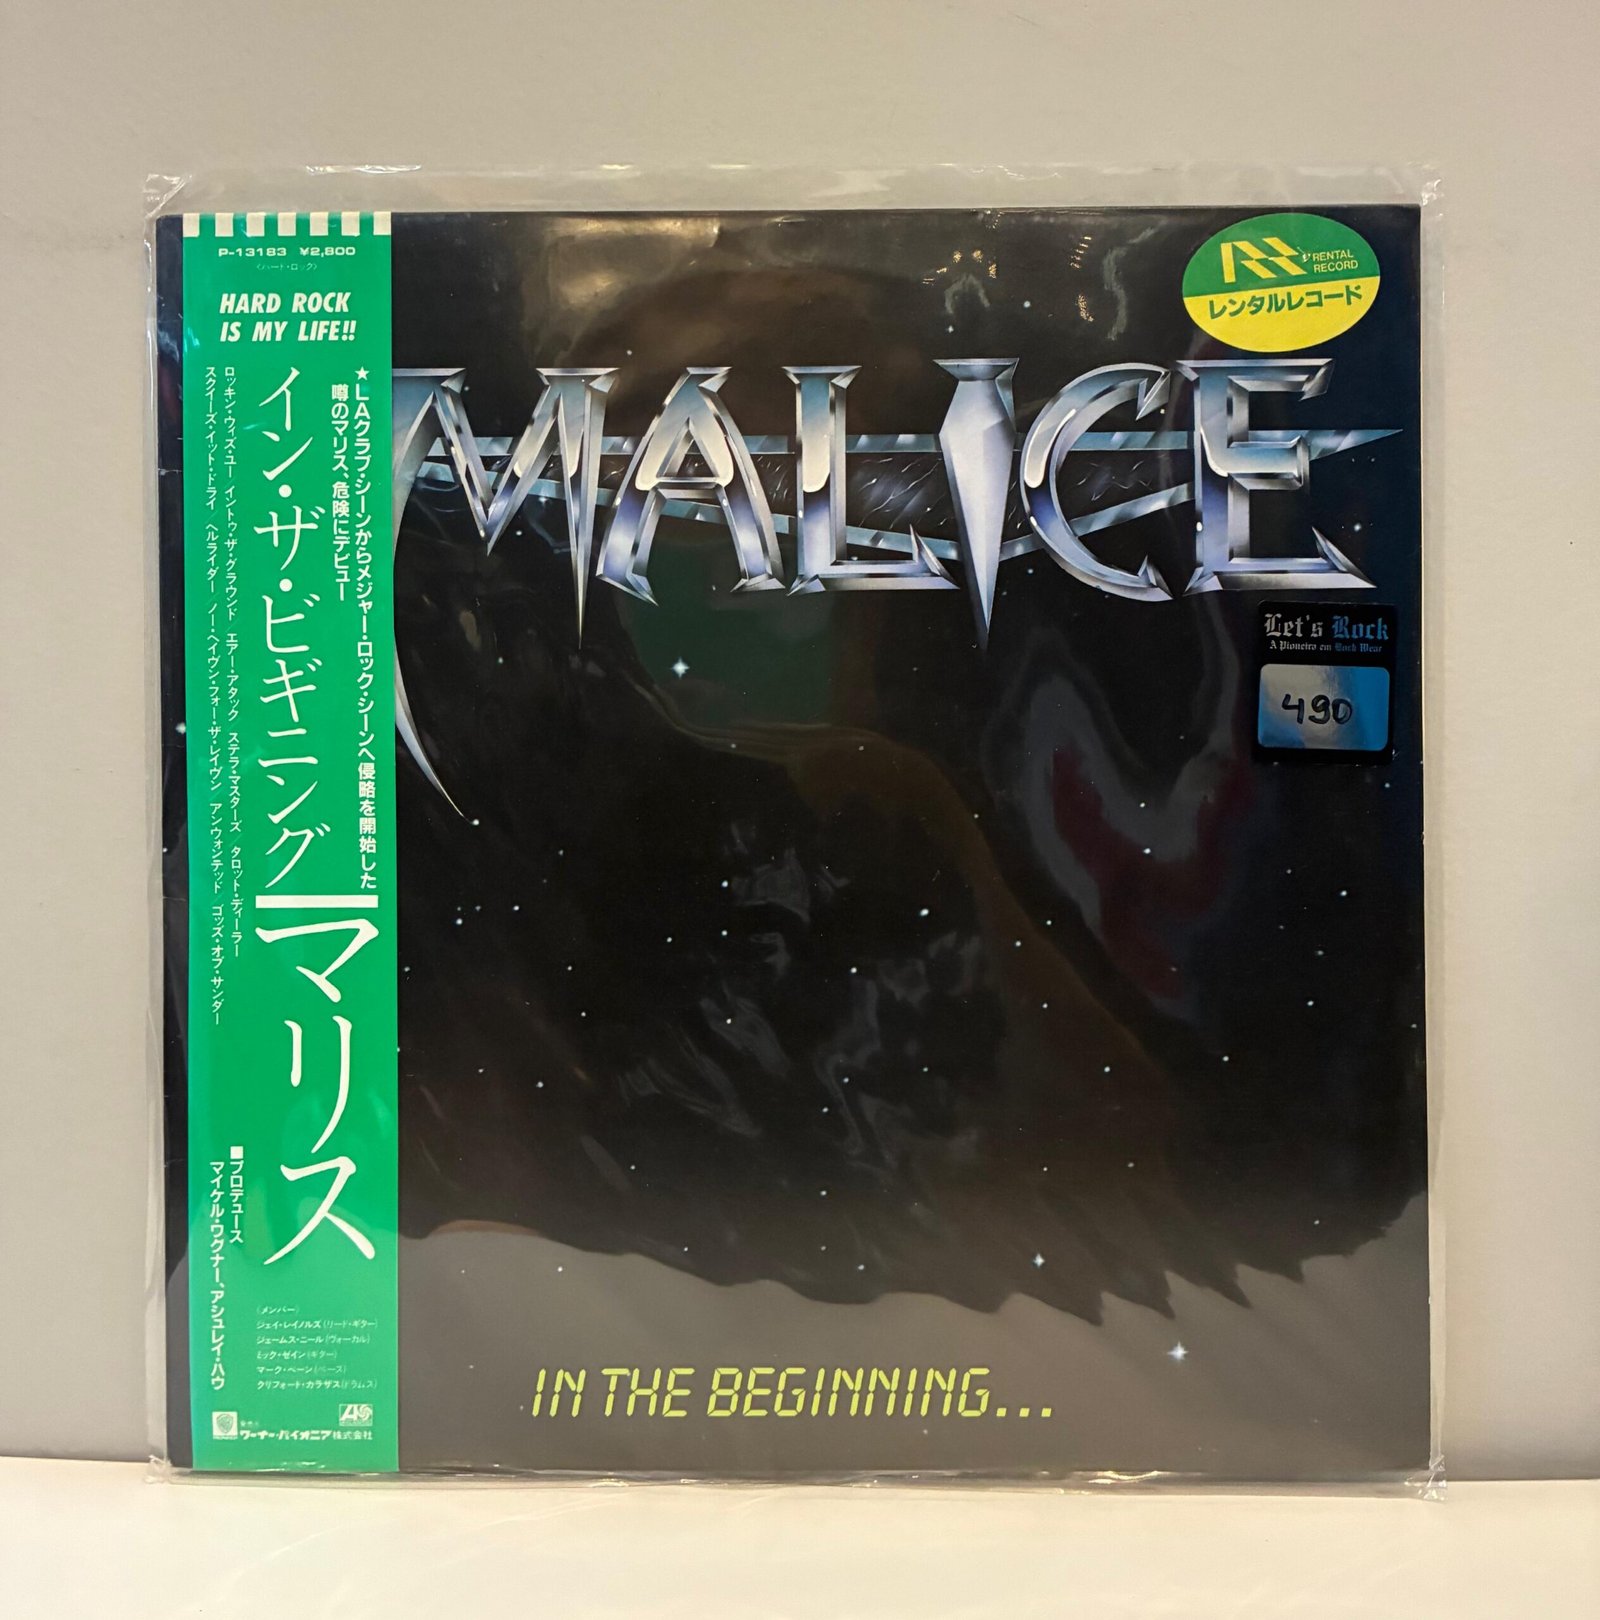 P-13183 ¥2,800
〈ハード・ロック〉
HARD ROCK
IS MY LIFE!!
★LAクラブ・シーンからメジャー・ロック・シーンへ侵略を開始した
噂のマリス、危険にデビュー
イン・ザ・ビギニング
マリス
ロッキン・ウィズ・ユー/イントゥ・ザ・グラウンド/エアー・アタック/ステラ・マスターズ/タロット・ディーラー
スクイーズ・イット・ドライ/ヘルライダー/ノー・ヘイヴン・フォー・ザ・レイヴン/アンウォンテッド/ゴッズ・オブ・サンダー
■プロデュース
マイケル・ワグナー、アシュレイ・ハウ
〈メンバー〉
ジェイ・レイノルズ(リード・ギター)
ジェームス・ニール(ヴォーカル)
ミック・ゼイン(ギター)
マーク・ベーン(ベース)
クリフォード・カラザス(ドラムス)
発売元
ワーナー・パイオニア株式会社
MALICE
RENTAL
RECORD
レンタルレコード
Let's Rock
A Pioneira em Rock Wear
490
IN THE BEGINNING...